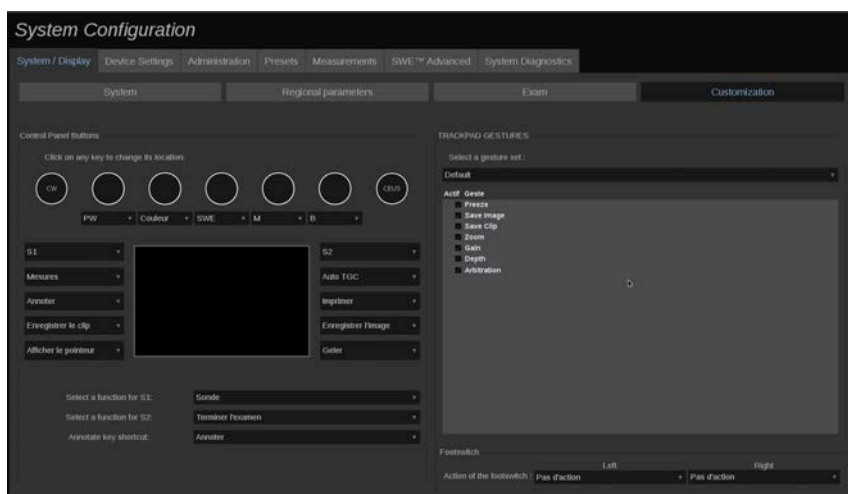 System Configuration
System / Display Device Settings Administration Presets Measurements SWE™ Advanced System Diagnostics
System Regional parameters Exam Customization
Control Panel Buttons
Click on any key to change its location:
CW CEUS
PW Couleur SWE M B
S1 S2
Mesures Auto TGC
Annoter Imprimer
Enregistrer le clip Enregistrer l'image
Afficher le pointeur Geler
Select a function for S1: Sonde
Select a function for S2: Terminer l'examen
Annotate key shortcut: Annoter
TRACKPAD GESTURES
Select a gesture set :
Default
Actif Geste
Freeze
Save Image
Save Clip
Zoom
Gain
Depth
Arbitration
Footswitch
Left Right
Action of the footswitch : Pas d'action Pas d'action